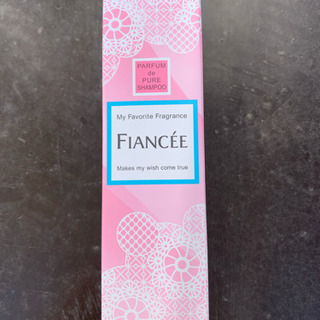 PARFUM
de
PURE
SHAMPOO
My Favorite Fragrance
FIANCÉE
Makes my wish come true